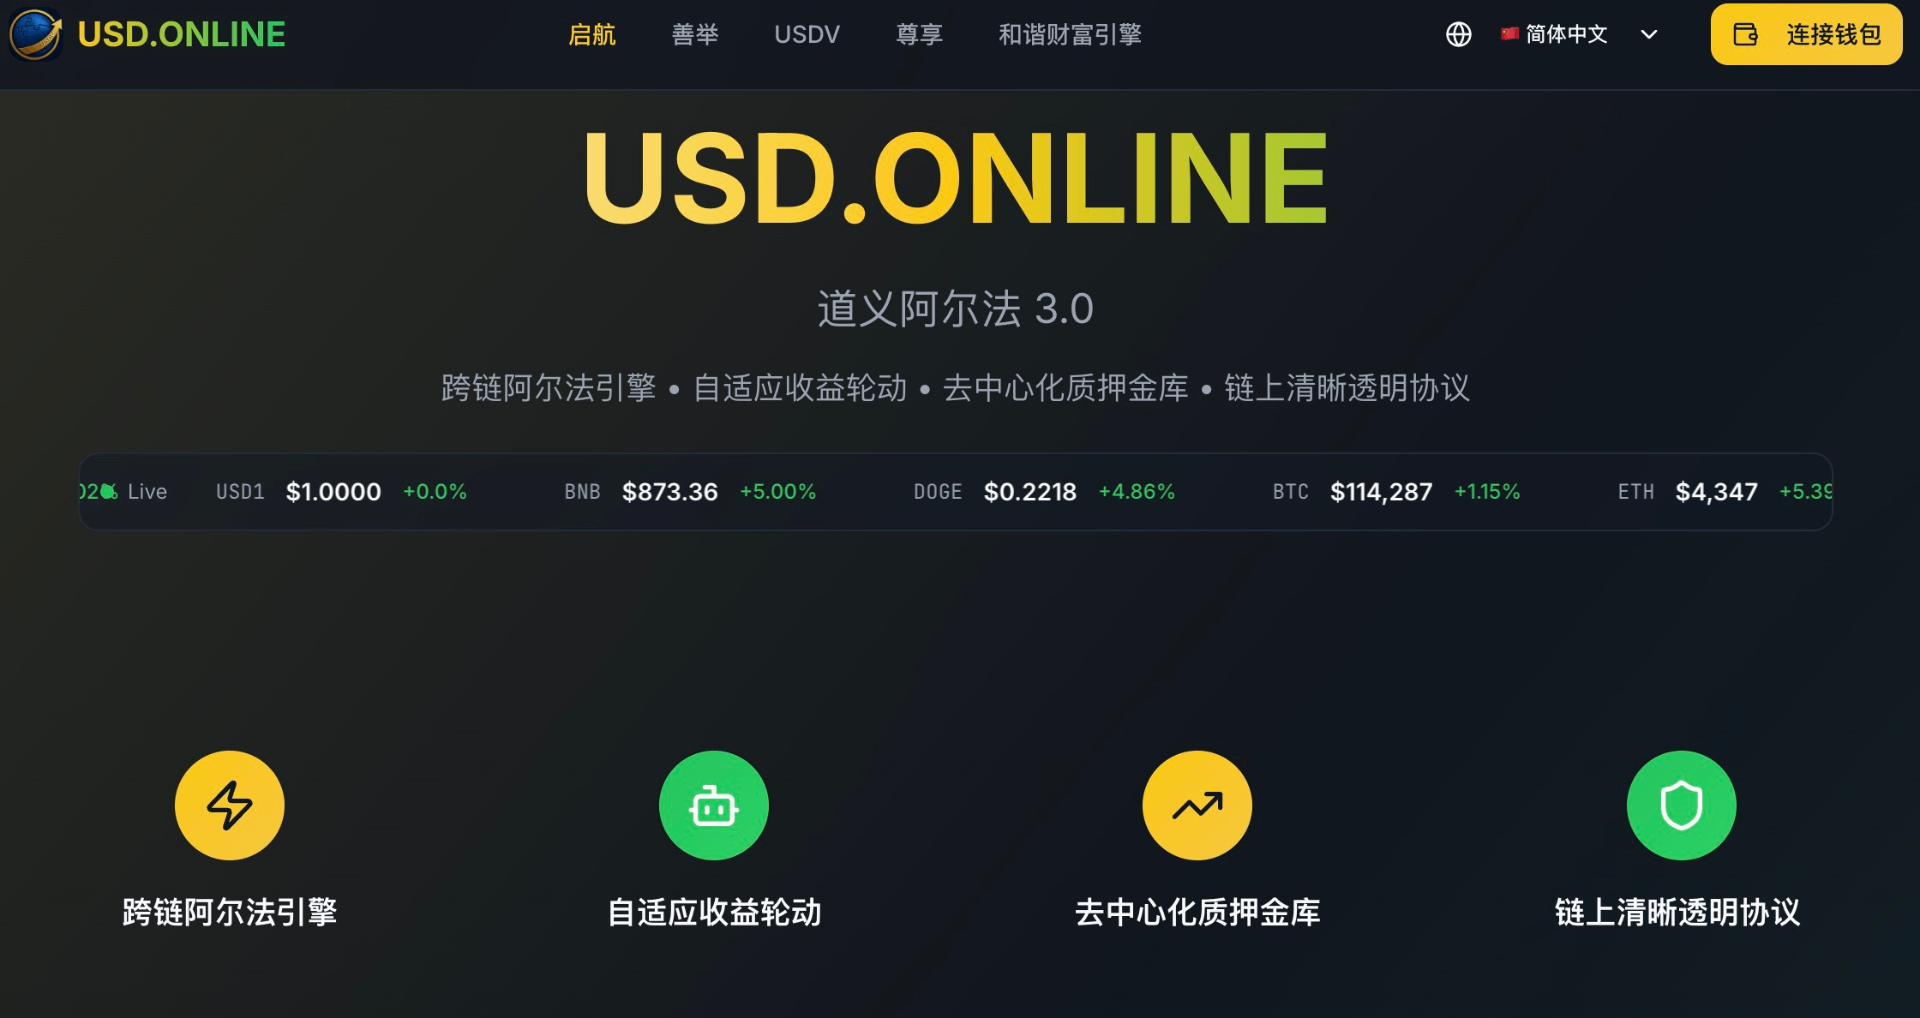 USD.ONLINE
启航 善举 USDV 尊享 和谐财富引擎
简体中文
连接钱包
USD.ONLINE
道义阿尔法 3.0
跨链阿尔法引擎 • 自适应收益轮动 • 去中心化质押金库 • 链上清晰透明协议
Live USD1 $1.0000 +0.0% BNB $873.36 +5.00% DOGE $0.2218 +4.86% BTC $114,287 +1.15% ETH $4,347 +5.39
跨链阿尔法引擎
自适应收益轮动
去中心化质押金库
链上清晰透明协议